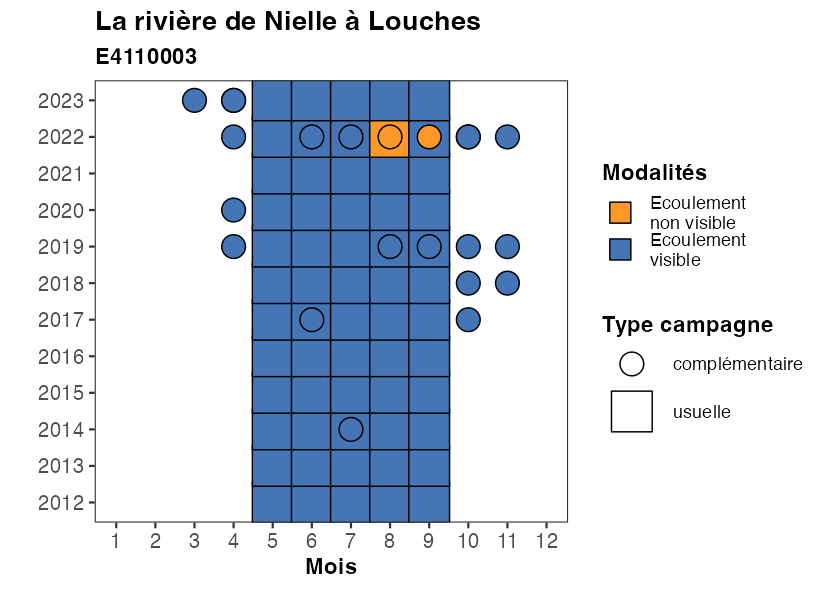 La rivière de Nielle à Louches
E4110003
2023
2022
2021
2020
2019
2018
2017
2016
2015
2014
2013
2012
1 2 3 4 5 6 7 8 9 10 11 12
Mois
Modalités
Ecoulement
non visible
Ecoulement
visible
Type campagne
complémentaire
usuelle